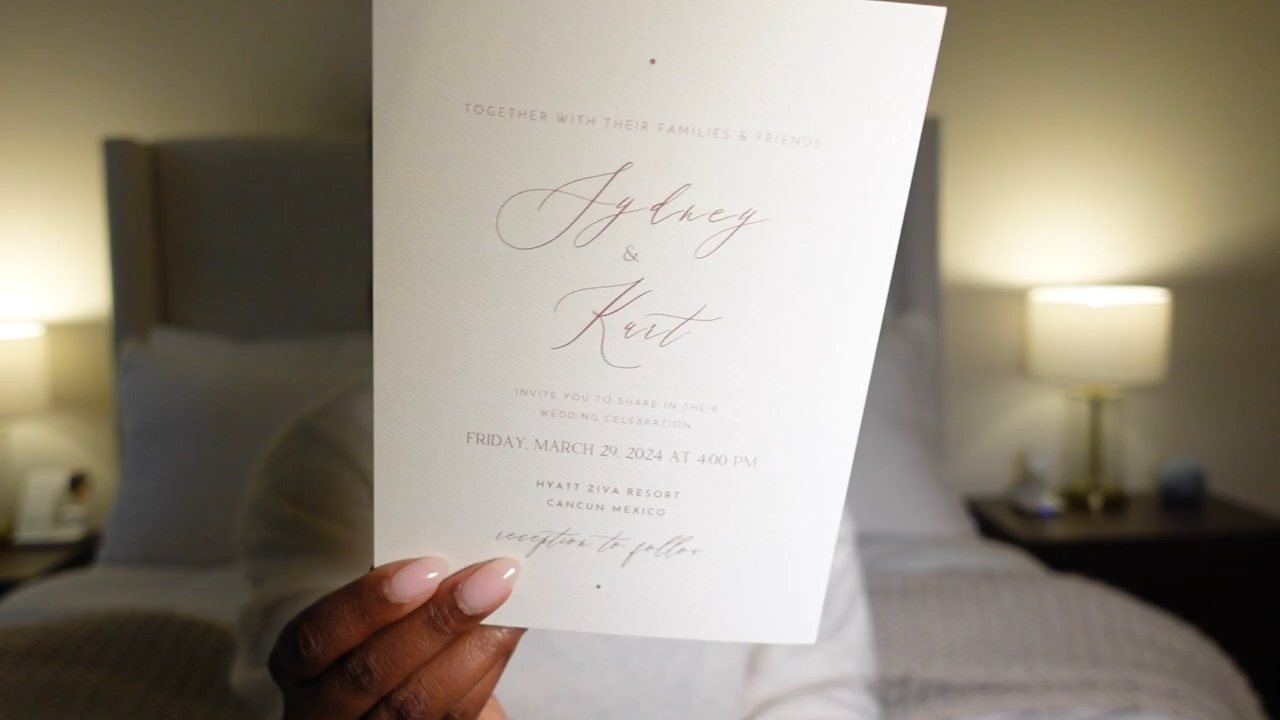 TOGETHER WITH THEIR FAMILIES & FRIENDS
Sydney
&
Kurt
INVITE YOU TO SHARE IN THEIR
WEDDING CELEBRATION
FRIDAY, MARCH 29, 2024 AT 4:00 PM
HYATT ZIVA RESORT
CANCUN MEXICO
reception to follow